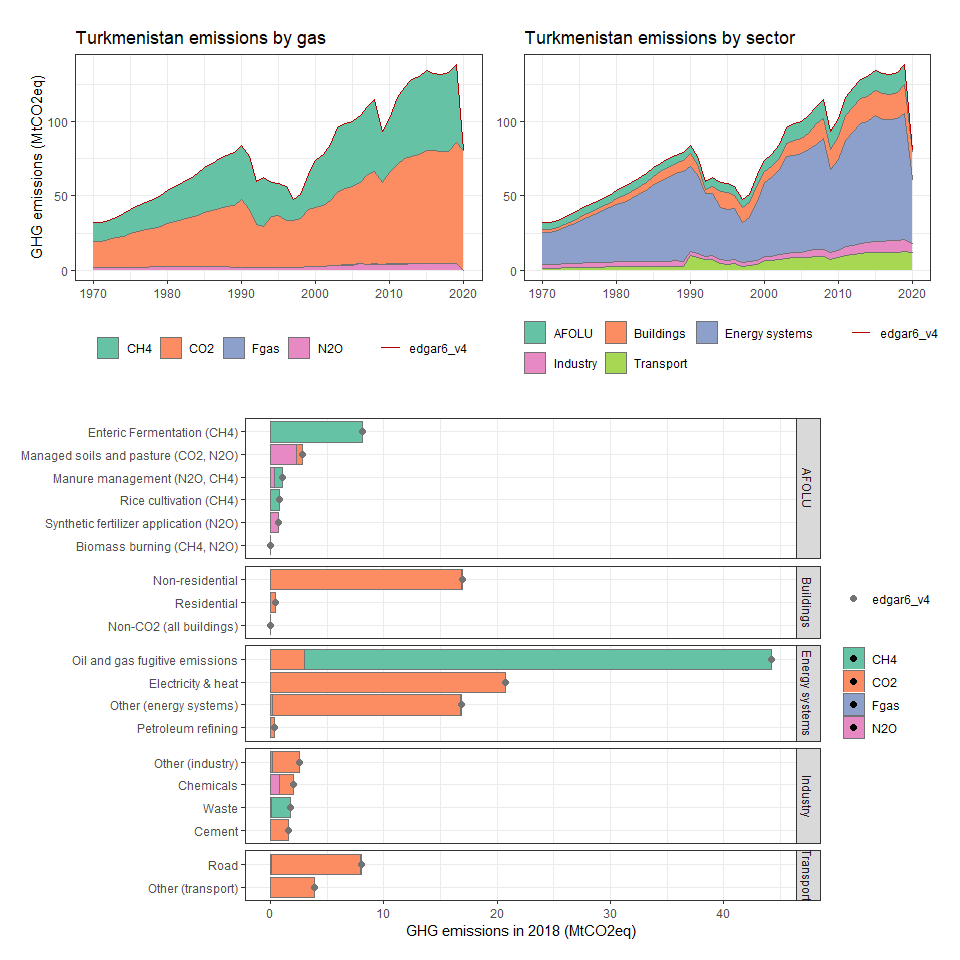 Turkmenistan emissions by gas
Turkmenistan emissions by sector
GHG emissions (MtCO2eq)
100
50
0
1970
1980
1990
2000
2010
2020
100
50
0
1970
1980
1990
2000
2010
2020
CH4
CO2
Fgas
N2O
edgar6_v4
AFOLU
Buildings
Energy systems
edgar6_v4
Industry
Transport
Enteric Fermentation (CH4)
Managed soils and pasture (CO2, N2O)
Manure management (N2O, CH4)
Rice cultivation (CH4)
Synthetic fertilizer application (N2O)
Biomass burning (CH4, N2O)
AFOLU
Non-residential
Residential
Non-CO2 (all buildings)
Buildings
Oil and gas fugitive emissions
Electricity & heat
Other (energy systems)
Petroleum refining
Energy systems
Other (industry)
Chemicals
Waste
Cement
Industry
Road
Other (transport)
Transport
0
10
20
30
40
GHG emissions in 2018 (MtCO2eq)
edgar6_v4
CH4
CO2
Fgas
N2O